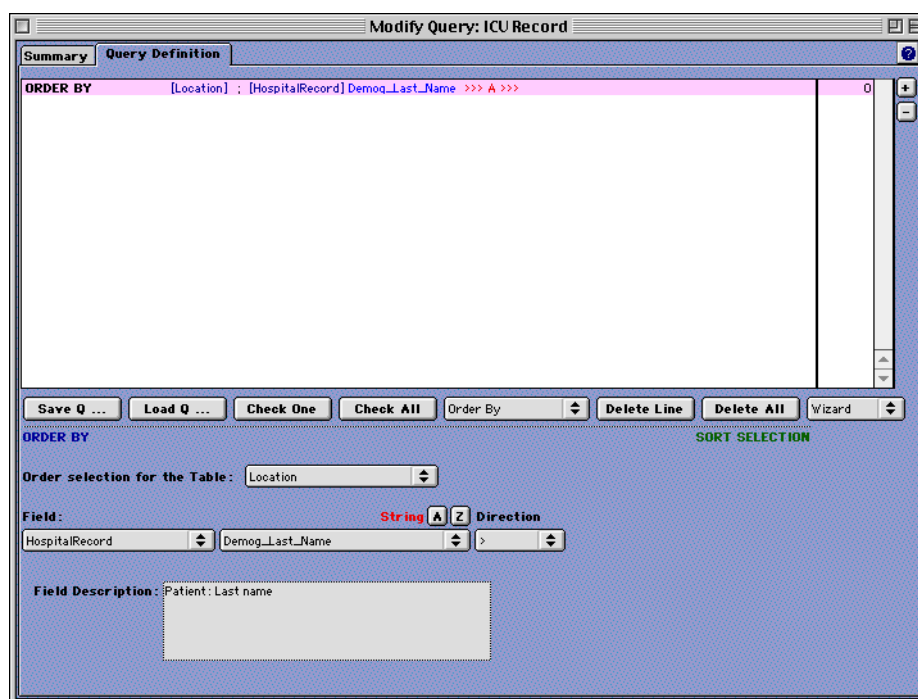 Modify Query: ICU Record
Summary Query Definition ?
ORDER BY [Location] ; [HospitalRecord] Demog_Last_Name >>> A >>> 0
+
-
Save Q ... Load Q ... Check One Check All Order By Delete Line Delete All Wizard
ORDER BY SORT SELECTION
Order selection for the Table: Location
Field: String A Z Direction
HospitalRecord Demog_Last_Name >
Field Description: Patient: Last name